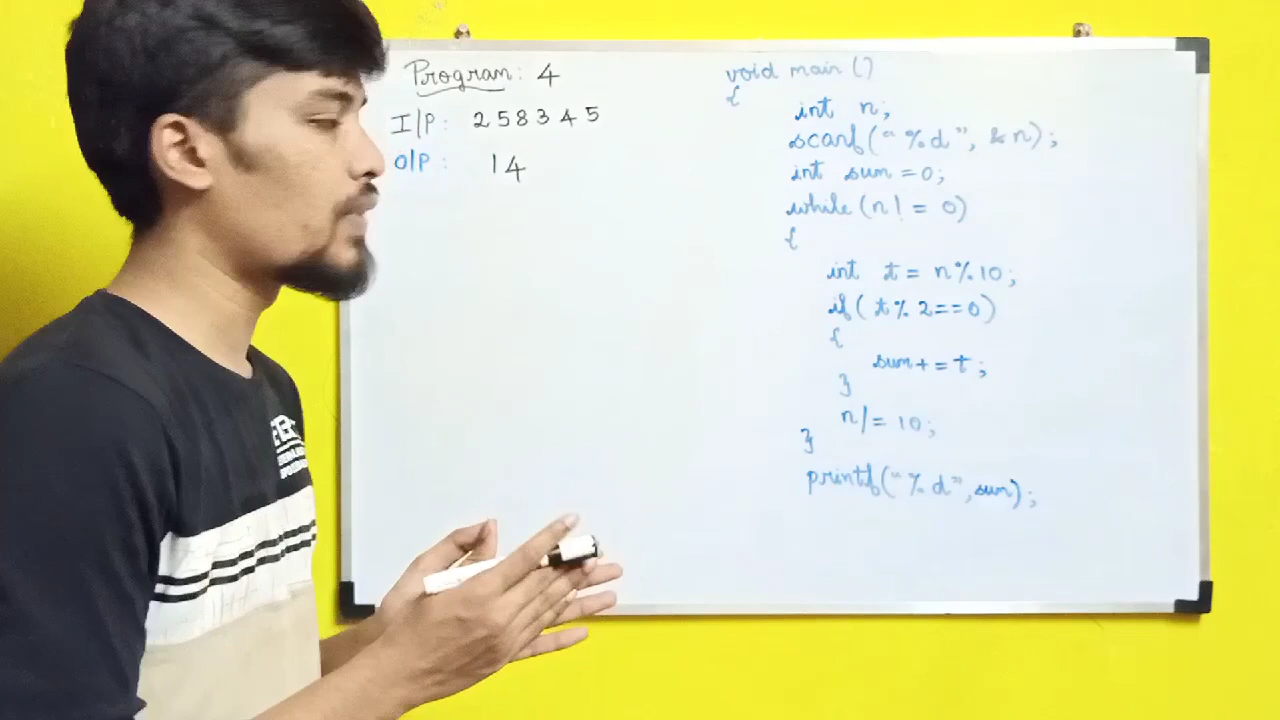 Program: 4
I/P: 258345
O/P: 14
void main ()
{
int n;
scanf("%d", &n);
int sum = 0;
while (n! = 0)
{
int t = n%10;
if( t% 2==0)
{
sum+=t;
}
n/= 10;
}
printf("%d", sum);